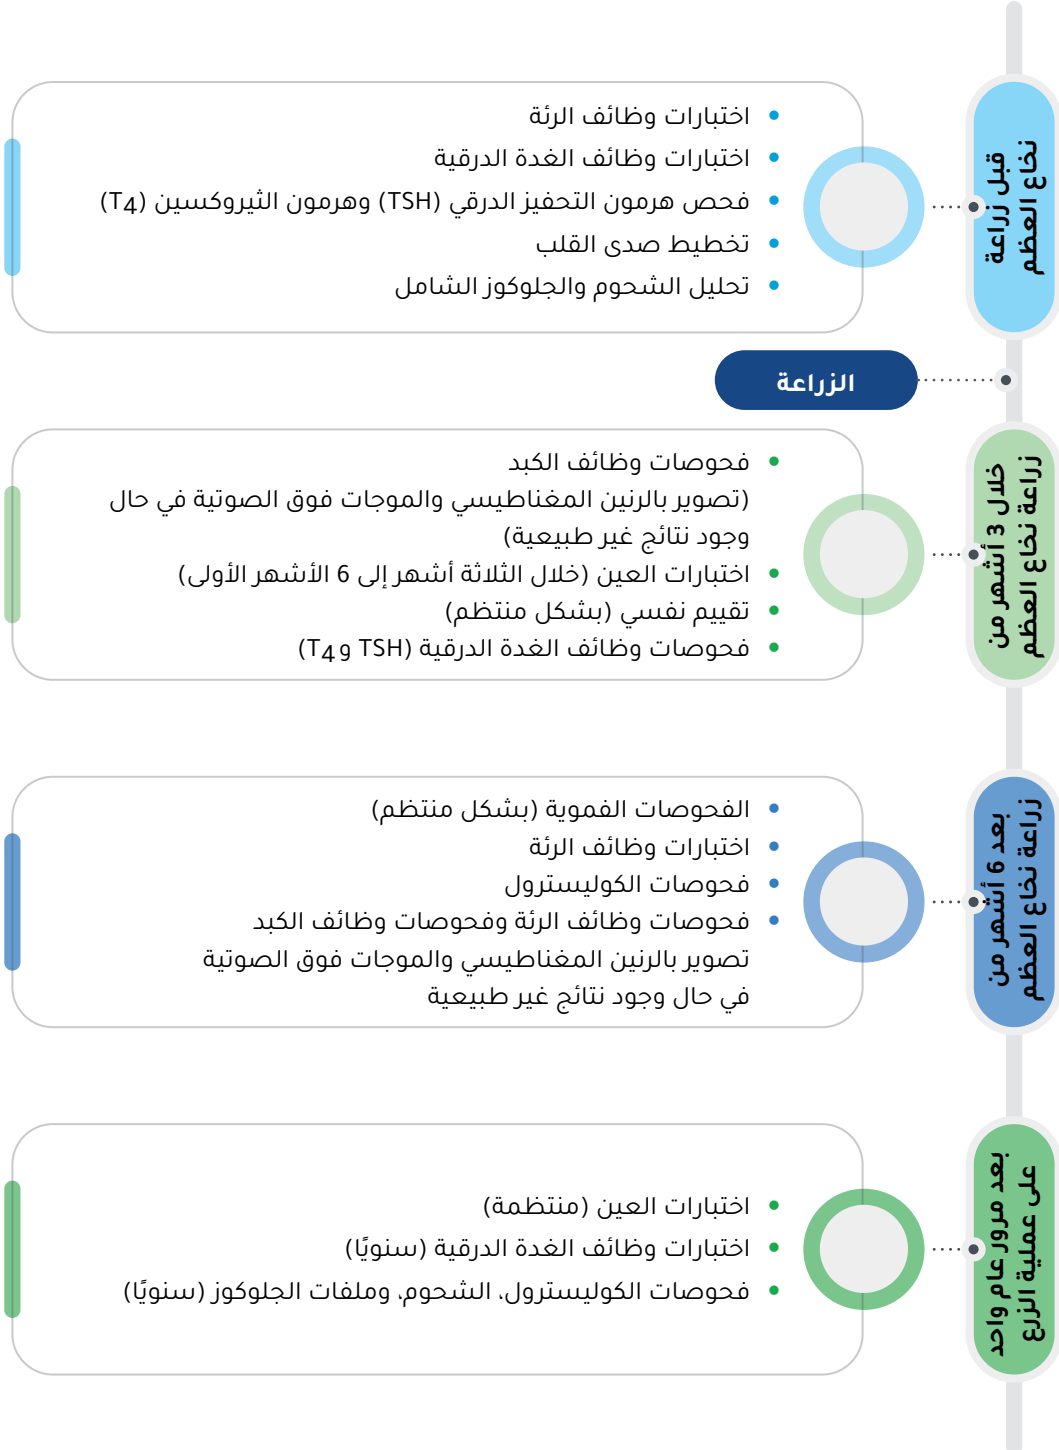 قبل زراعة
نخاع العظم
اختبارات وظائف الرئة
اختبارات وظائف الغدة الدرقية
فحص هرمون التحفيز الدرقي (TSH) وهرمون الثيروكسين (T4)
تخطيط صدى القلب
تحليل الشحوم والجلوكوز الشامل
الزراعة
خلال 3 أشهر من
زراعة نخاع العظم
فحوصات وظائف الكبد
(تصوير بالرنين المغناطيسي والموجات فوق الصوتية في حال
وجود نتائج غير طبيعية)
اختبارات العين (خلال الثلاثة أشهر إلى 6 الأشهر الأولى)
تقييم نفسي (بشكل منتظم)
فحوصات وظائف الغدة الدرقية (TSH و T4)
بعد 6 أشهر من
زراعة نخاع العظم
الفحوصات الفموية (بشكل منتظم)
اختبارات وظائف الرئة
فحوصات الكوليسترول
فحوصات وظائف الرئة وفحوصات وظائف الكبد
تصوير بالرنين المغناطيسي والموجات فوق الصوتية
في حال وجود نتائج غير طبيعية
بعد مرور عام واحد
على عملية الزرع
اختبارات العين (منتظمة)
اختبارات وظائف الغدة الدرقية (سنويًا)
فحوصات الكوليسترول، الشحوم، وملفات الجلوكوز (سنويًا)